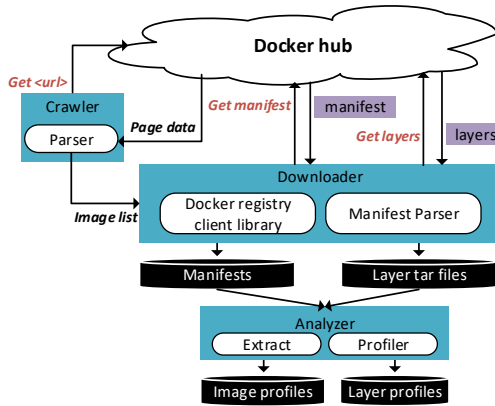 Docker hub
Get <url>
Get manifest
manifest
Crawler
Parser
Page data
Get layers
layers
Downloader
Image list
Docker registry
client library
Manifest Parser
Manifests
Layer tar files
Analyzer
Extract
Profiler
Image profiles
Layer profiles